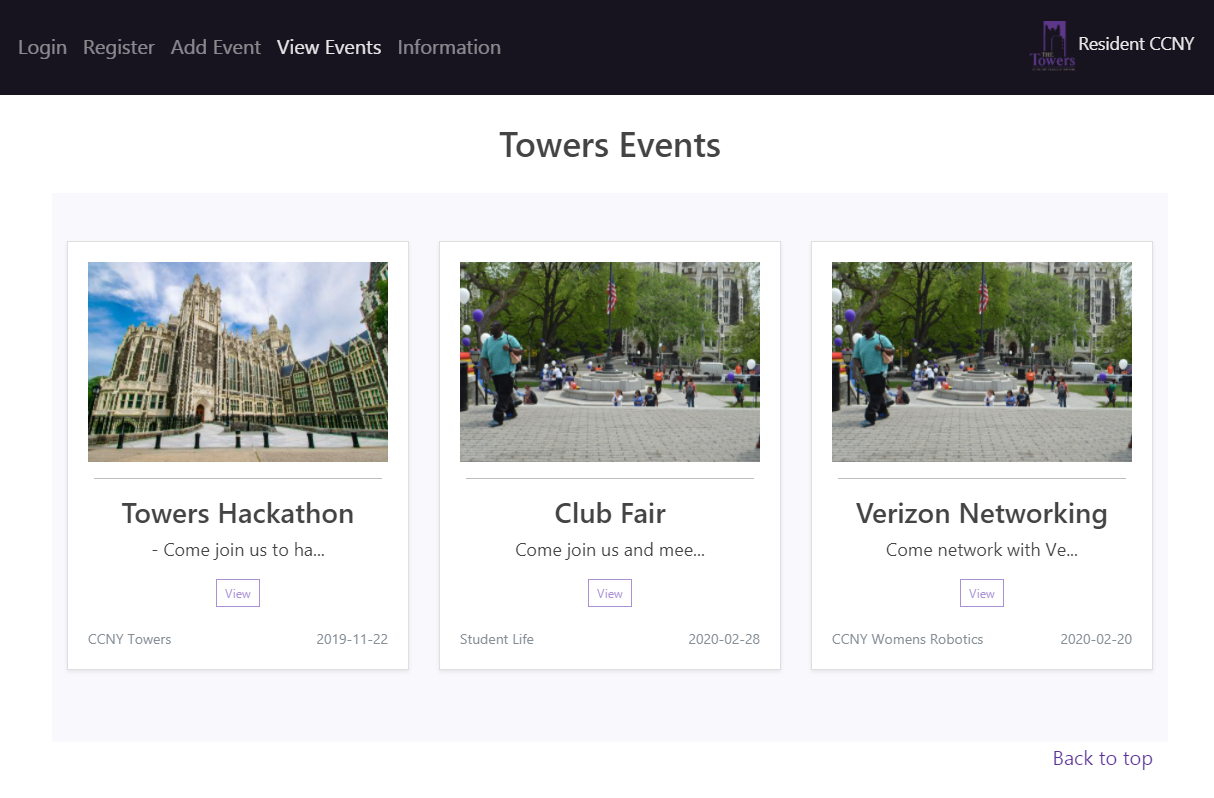 Login Register Add Event View Events Information
THE
Towers
Resident CCNY
Towers Events
Towers Hackathon
- Come join us to ha...
View
CCNY Towers 2019-11-22
Club Fair
Come join us and mee...
View
Student Life 2020-02-28
Verizon Networking
Come network with Ve...
View
CCNY Womens Robotics 2020-02-20
Back to top